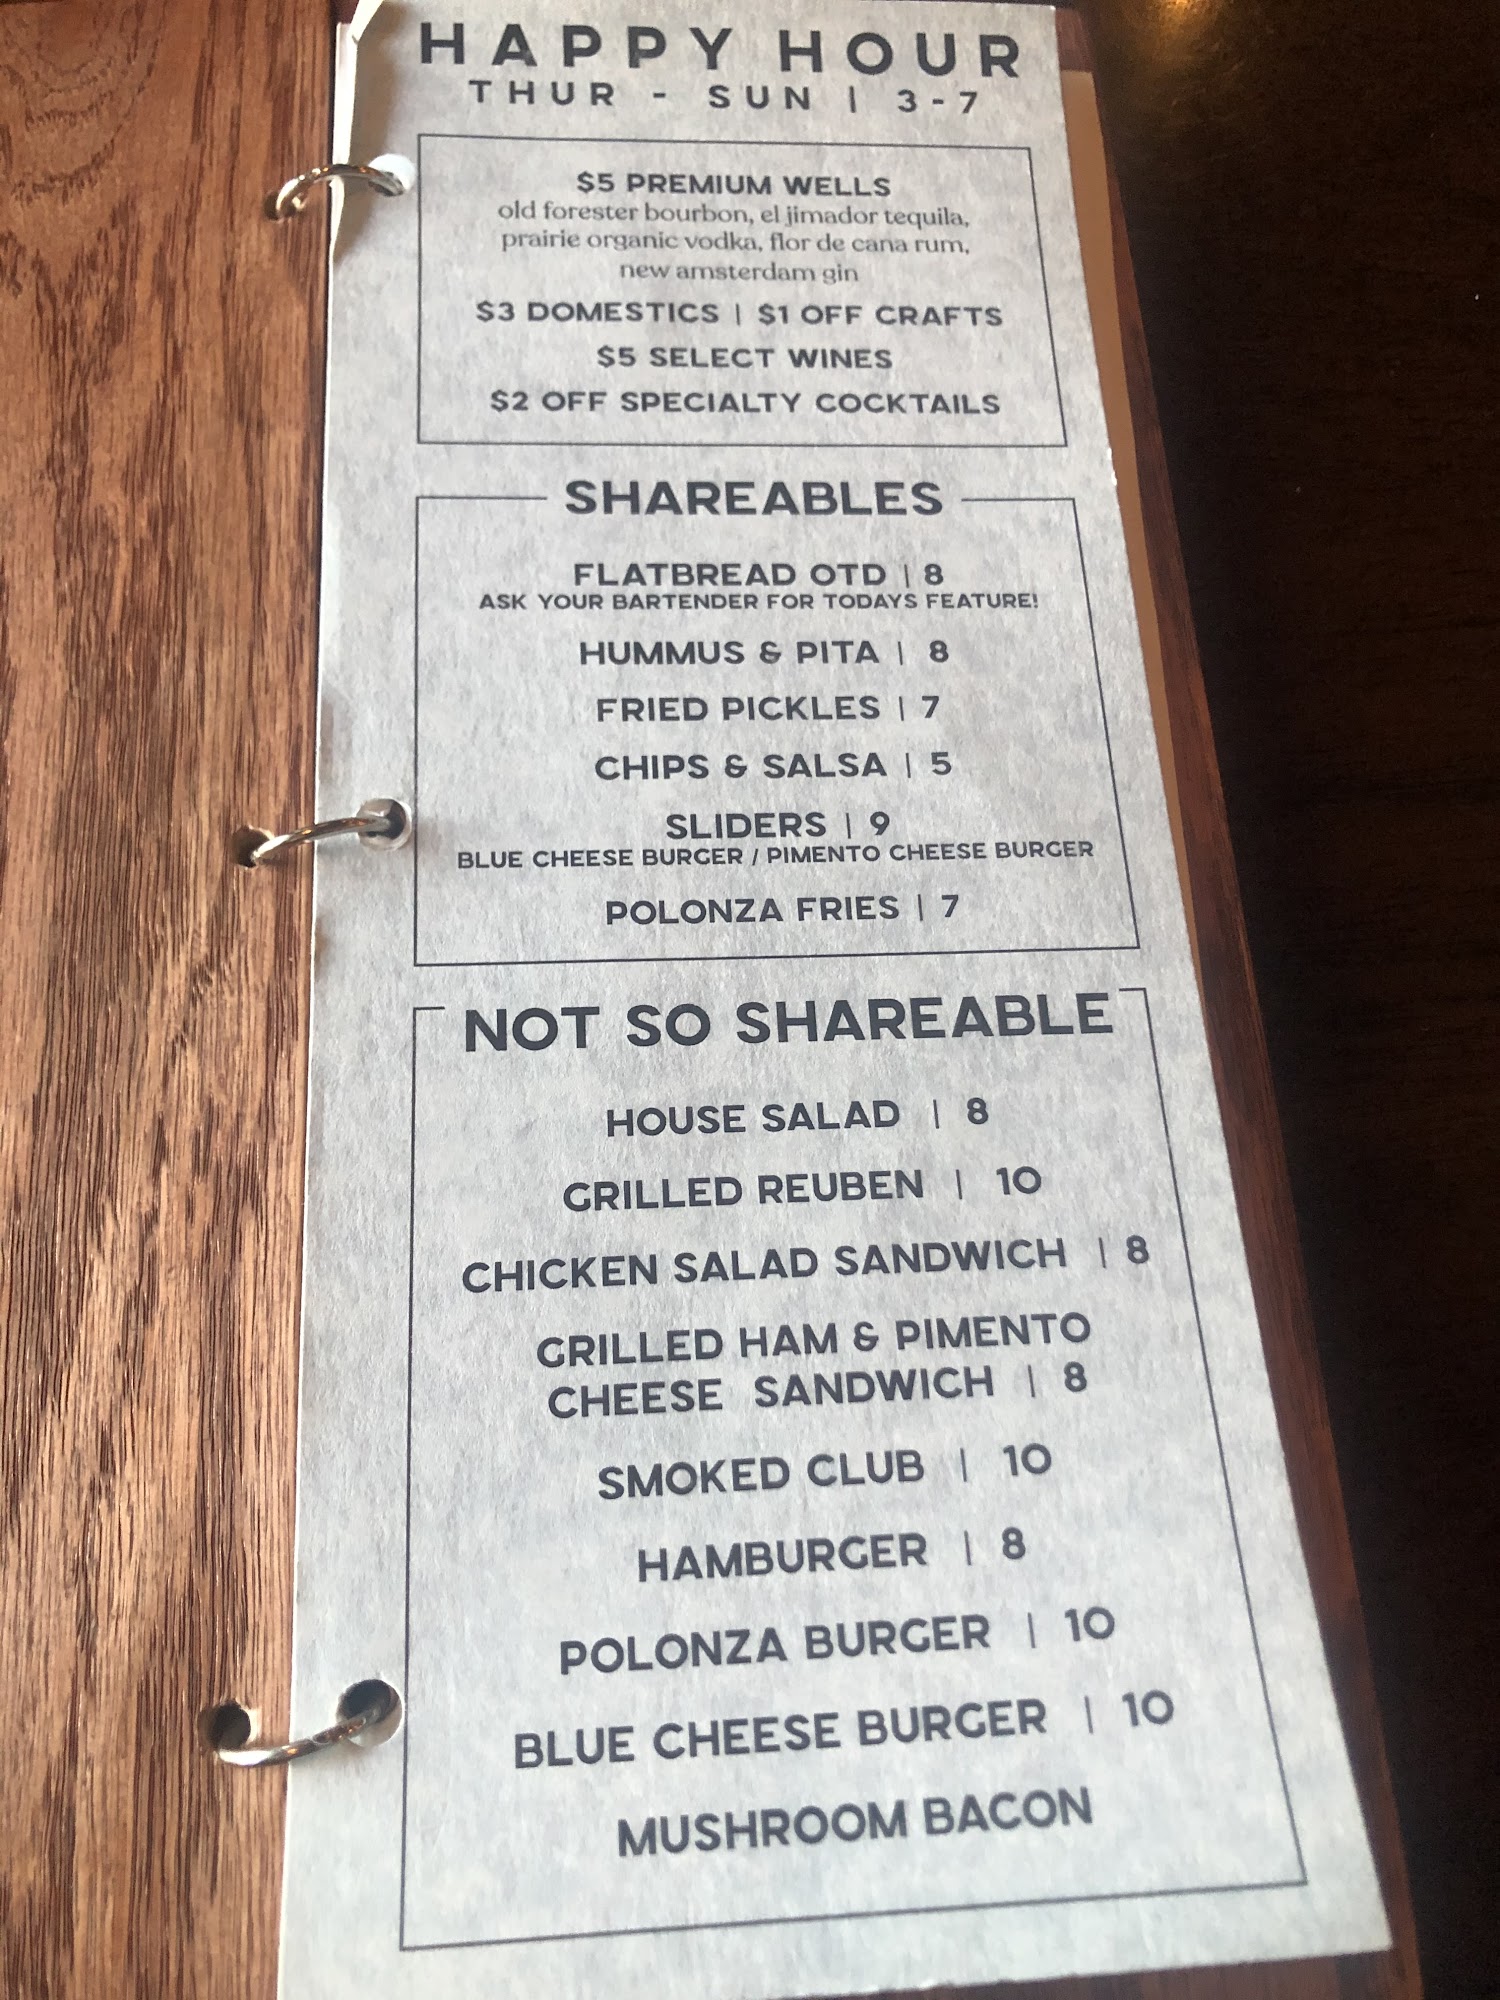 HAPPY HOUR
THUR - SUN | 3-7
$5 PREMIUM WELLS
old forester bourbon, el jimador tequila,
prairie organic vodka, flor de cana rum,
new amsterdam gin
$3 DOMESTICS | $1 OFF CRAFTS
$5 SELECT WINES
$2 OFF SPECIALTY COCKTAILS
SHAREABLES
FLATBREAD OTD | 8
ASK YOUR BARTENDER FOR TODAYS FEATURE!
HUMMUS & PITA | 8
FRIED PICKLES | 7
CHIPS & SALSA | 5
SLIDERS | 9
BLUE CHEESE BURGER / PIMENTO CHEESE BURGER
POLONZA FRIES | 7
NOT SO SHAREABLE
HOUSE SALAD | 8
GRILLED REUBEN | 10
CHICKEN SALAD SANDWICH | 8
GRILLED HAM & PIMENTO
CHEESE SANDWICH | 8
SMOKED CLUB | 10
HAMBURGER | 8
POLONZA BURGER | 10
BLUE CHEESE BURGER | 10
MUSHROOM BACON